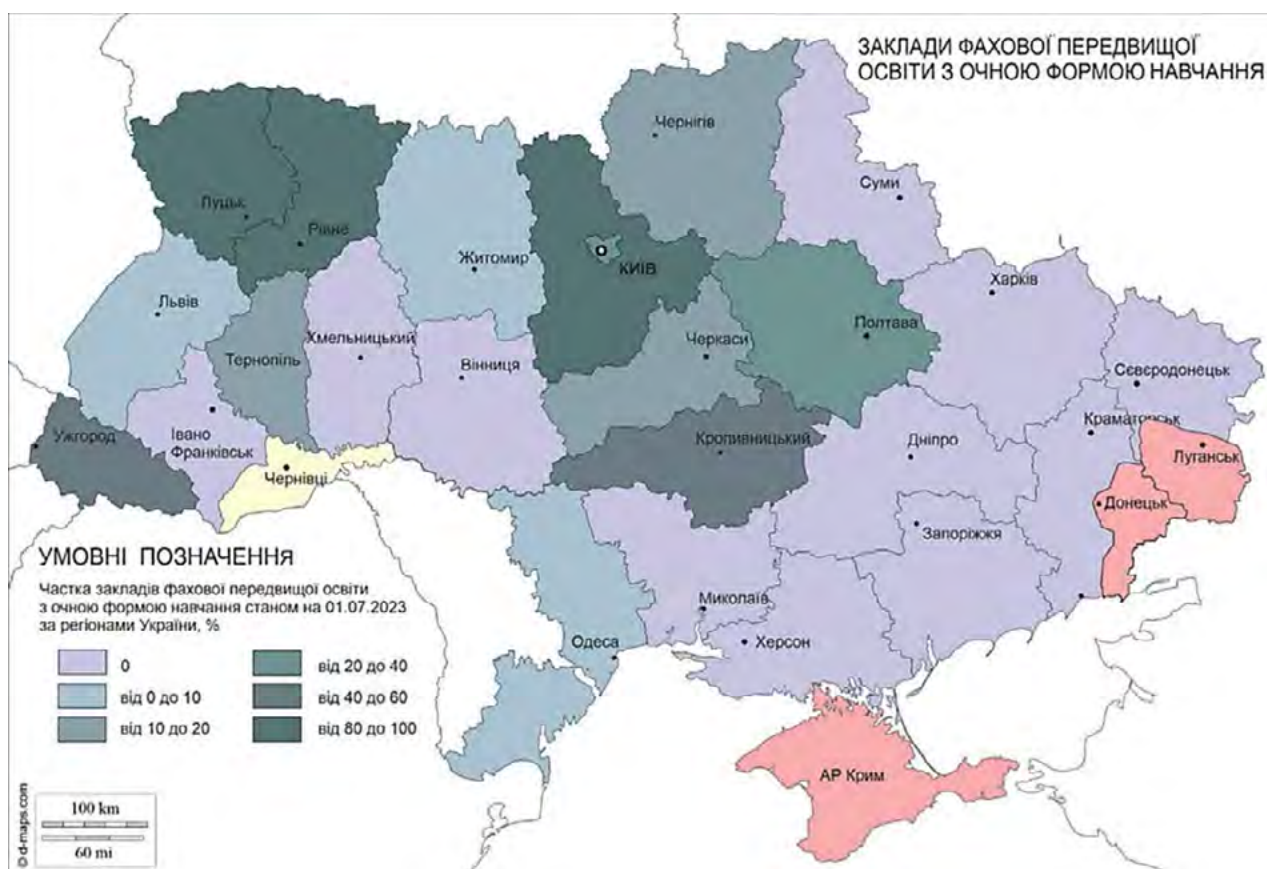 ЗАКЛАДИ ФАХОВОЇ ПЕРЕДВИЩОЇ
ОСВІТИ З ОЧНОЮ ФОРМОЮ НАВЧАННЯ
Чернігів
Суми
Луцьк
Рівне
Житомир
КИЇВ
Харків
Львів
Хмельницький
Черкаси
Полтава
Тернопіль
Вінниця
Сєвєродонецьк
Краматорськ
Ужгород
Івано
Франківськ
Кропивницький
Дніпро
Луганськ
Чернівці
Донецьк
Запоріжжя
Миколаїв
Херсон
Одеса
АР Крим
УМОВНІ ПОЗНАЧЕННЯ
Частка закладів фахової передвищої освіти
з очною формою навчання станом на 01.07.2023
за регіонами України, %
0
від 0 до 10
від 10 до 20
від 20 до 40
від 40 до 60
від 80 до 100
100 km
60 mi
© d-maps.com